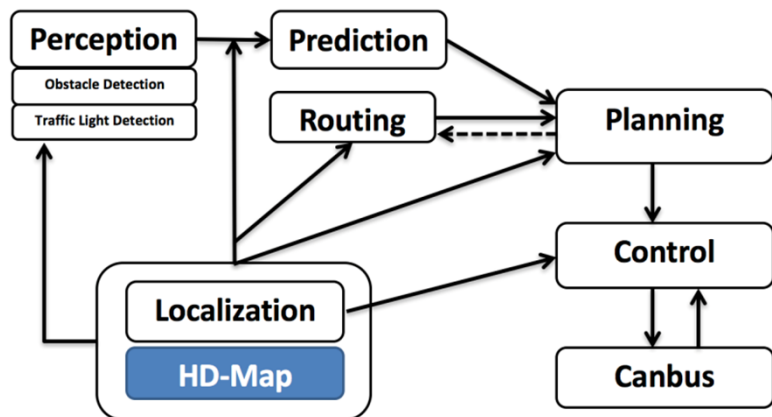 Perception
Prediction
Obstacle Detection
Traffic Light Detection
Routing
Planning
Control
Localization
HD-Map
Canbus